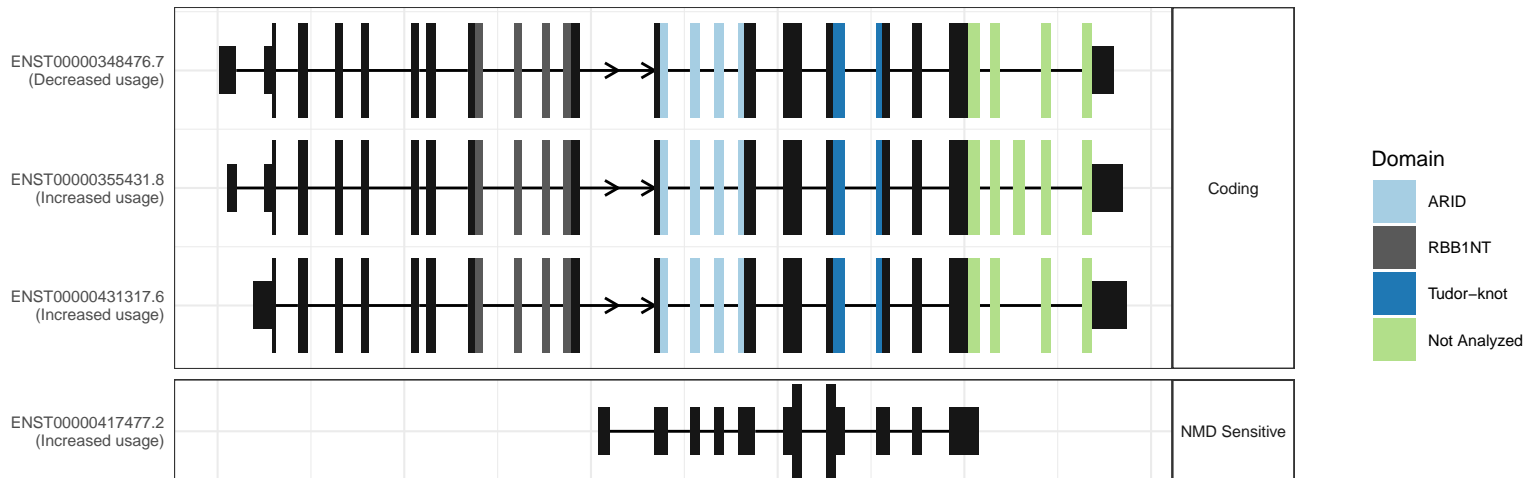 ENST00000348476.7
(Decreased usage)
ENST00000355431.8
(Increased usage)
ENST00000431317.6
(Increased usage)
Coding
ENST00000417477.2
(Increased usage)
NMD Sensitive
Domain
ARID
RBB1NT
Tudor−knot
Not Analyzed